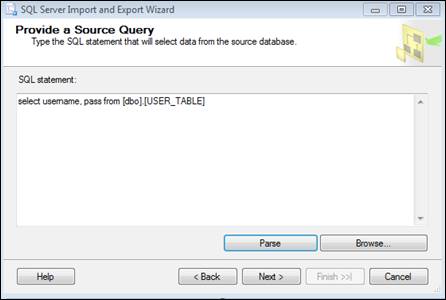 SQL Server Import and Export Wizard
Provide a Source Query
Type the SQL statement that will select data from the source database.
SQL statement:
select username, pass from [dbo].[USER_TABLE]
Parse
Browse...
Help
< Back
Next >
Finish >>|
Cancel